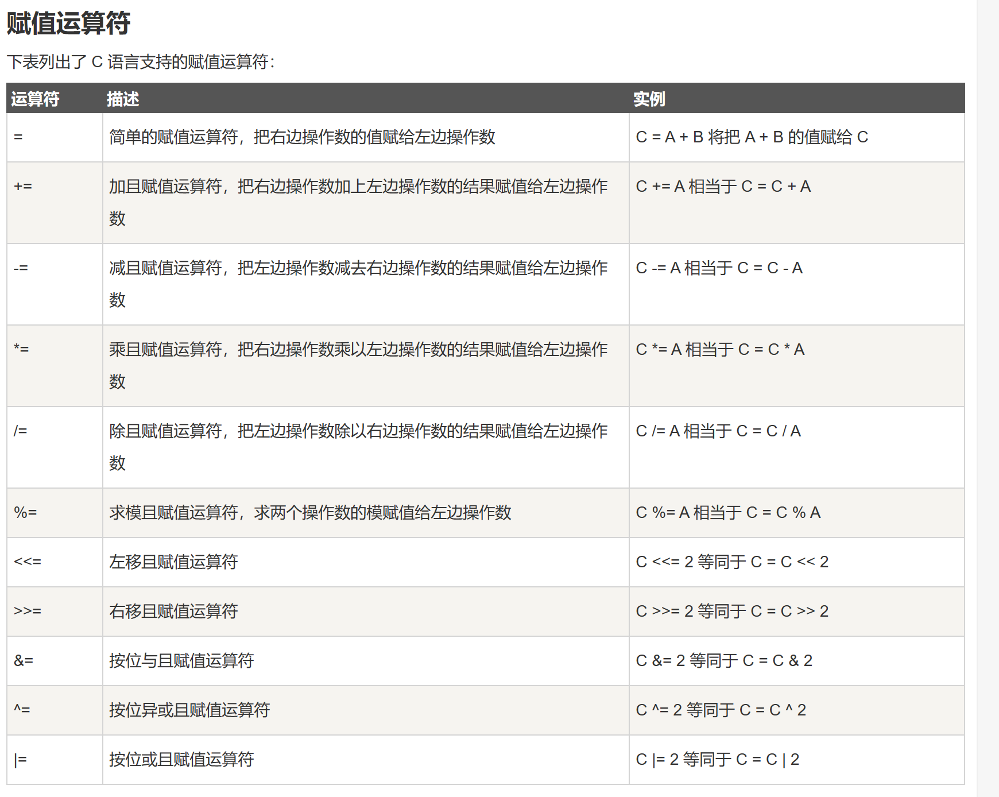 赋值运算符
下表列出了 C 语言支持的赋值运算符：
运算符 描述 实例
= 简单的赋值运算符，把右边操作数的值赋给左边操作数 C = A + B 将把 A + B 的值赋给 C
+= 加且赋值运算符，把右边操作数加上左边操作数的结果赋值给左边操作 C += A 相当于 C = C + A
数
-= 减且赋值运算符，把左边操作数减去右边操作数的结果赋值给左边操作 C -= A 相当于 C = C - A
数
*= 乘且赋值运算符，把右边操作数乘以左边操作数的结果赋值给左边操作 C *= A 相当于 C = C * A
数
/= 除且赋值运算符，把左边操作数除以右边操作数的结果赋值给左边操作 C /= A 相当于 C = C / A
数
%= 求模且赋值运算符，求两个操作数的模赋值给左边操作数 C %= A 相当于 C = C % A
<<= 左移且赋值运算符 C <<= 2 等同于 C = C << 2
>>= 右移且赋值运算符 C >>= 2 等同于 C = C >> 2
&= 按位与且赋值运算符 C &= 2 等同于 C = C & 2
^= 按位异或且赋值运算符 C ^= 2 等同于 C = C ^ 2
|= 按位或且赋值运算符 C |= 2 等同于 C = C | 2